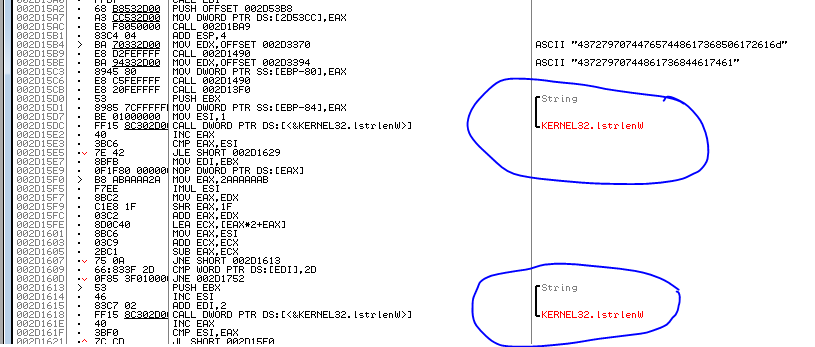 002D15A2 · 68 B8532D00 PUSH OFFSET 002D53B8
002D15A7 · A3 CC532D00 MOV DWORD PTR DS:[2D53CC],EAX
002D15AC · E8 F8050000 CALL 002D1BA9
002D15B1 · 83C4 04 ADD ESP,4
002D15B4 > BA 70332D00 MOV EDX,OFFSET 002D3370 ASCII "43727970744765744861736850617​2616d"
002D15B9 · E8 D2FEFFFF CALL 002D1490
002D15BE · BA 94332D00 MOV EDX,OFFSET 002D3394 ASCII "43727970744861736844617461"
002D15C3 · 8945 80 MOV DWORD PTR SS:[EBP-80],EAX
002D15C6 · E8 C5FEFFFF CALL 002D1490
002D15CB · E8 20FEFFFF CALL 002D13F0
002D15D0 · 53 PUSH EBX String
002D15D1 · 8985 7CFFFFFF MOV DWORD PTR SS:[EBP-84],EAX
002D15D7 · BE 01000000 MOV ESI,1
002D15DC · FF15 8C302D00 CALL DWORD PTR DS:[<&KERNEL32.lstrlenW>] KERNEL32.lstrlenW
002D15E2 · 40 INC EAX
002D15E3 · 3BC6 CMP EAX,ESI
002D15E5 · 7E 42 JLE SHORT 002D1629
002D15E7 · 8BFB MOV EDI,EBX
002D15E9 · 0F1F80 000000 NOP DWORD PTR DS:[EAX]
002D15F0 > B8 ABAAAA2A MOV EAX,2AAAAAAB
002D15F5 · F7EE IMUL ESI
002D15F7 · 8BC2 MOV EAX,EDX
002D15F9 · C1E8 1F SHR EAX,1F
002D15FC · 03C2 ADD EAX,EDX
002D15FE · 8D0C40 LEA ECX,[EAX*2+EAX]
002D1601 · 8BC6 MOV EAX,ESI
002D1603 · 03C9 ADD ECX,ECX
002D1605 · 2BC1 SUB EAX,ECX
002D1607 · 75 0A JNE SHORT 002D1613
002D1609 · 66:833F 2D CMP WORD PTR DS:[EDI],2D
002D160D · 0F85 3F010000 JNE 002D1752
002D1613 > 53 PUSH EBX String
002D1614 · 46 INC ESI
002D1615 · 83C7 02 ADD EDI,2
002D1618 · FF15 8C302D00 CALL DWORD PTR DS:[<&KERNEL32.lstrlenW>] KERNEL32.lstrlenW
002D161E · 40 INC EAX
002D161F · 3BF0 CMP ESI,EAX
002D1621 · 7C CD JL SHORT 002D15F0